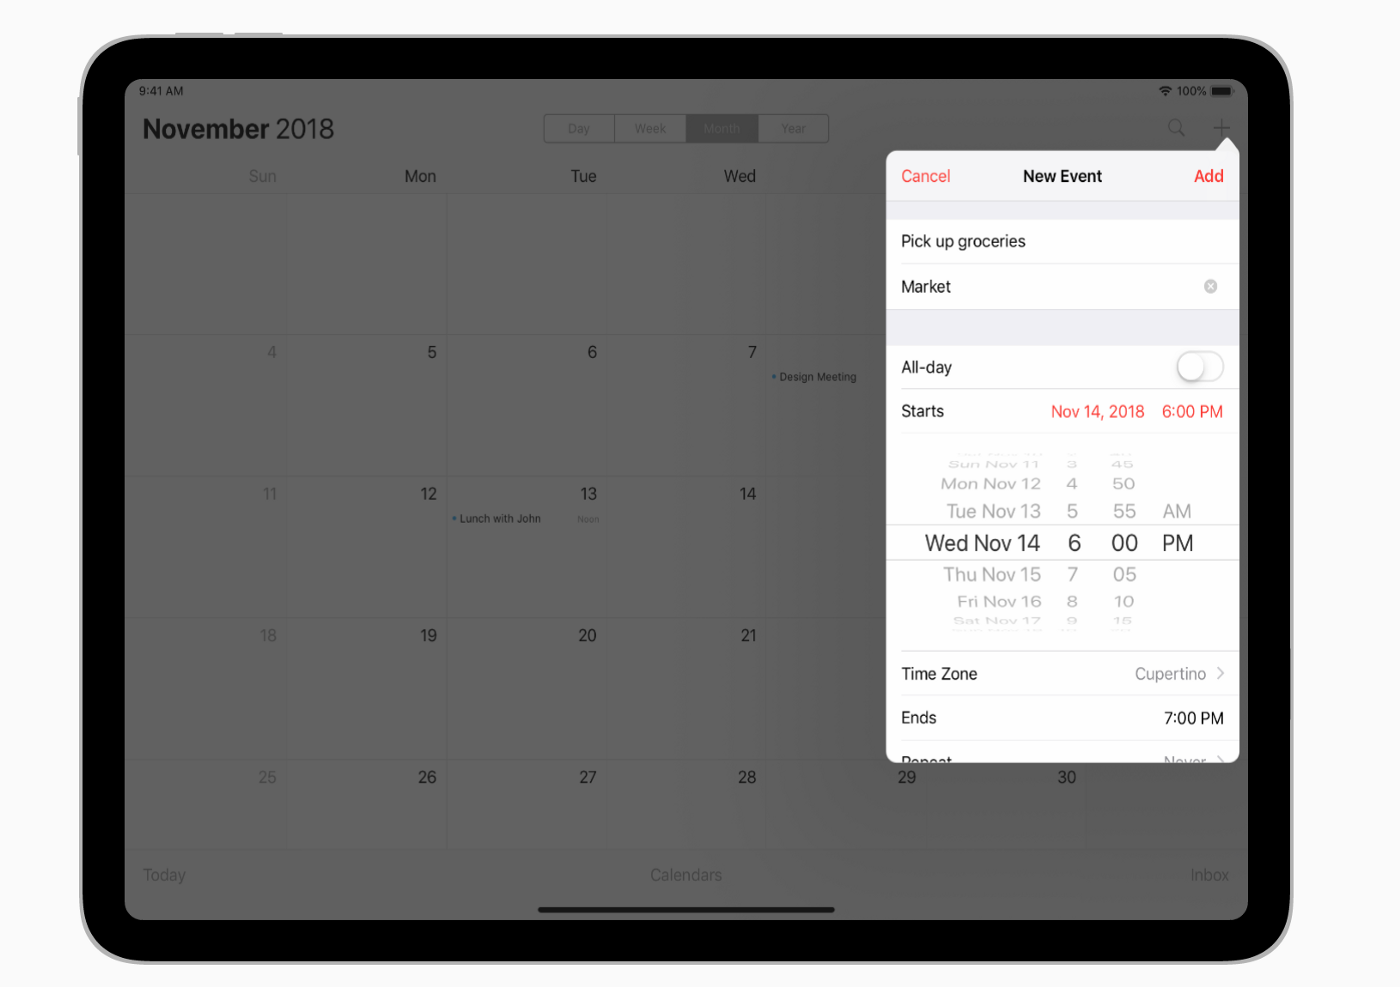 9:41 AM
100%
November 2018
Day
Week
Month
Year
Sun
Mon
Tue
Wed
4
5
6
7
Design Meeting
11
12
13
14
Lunch with John
Noon
18
19
20
21
25
26
27
28
29
30
Today
Calendars
Inbox
Cancel
New Event
Add
Pick up groceries
Market
All-day
Starts
Nov 14, 2018 6:00 PM
Sun Nov 11 3 45
Mon Nov 12 4 50
Tue Nov 13 5 55 AM
Wed Nov 14 6 00 PM
Thu Nov 15 7 05
Fri Nov 16 8 10
Sat Nov 17 9 15
Time Zone
Cupertino
Ends
7:00 PM
Repeat
Never